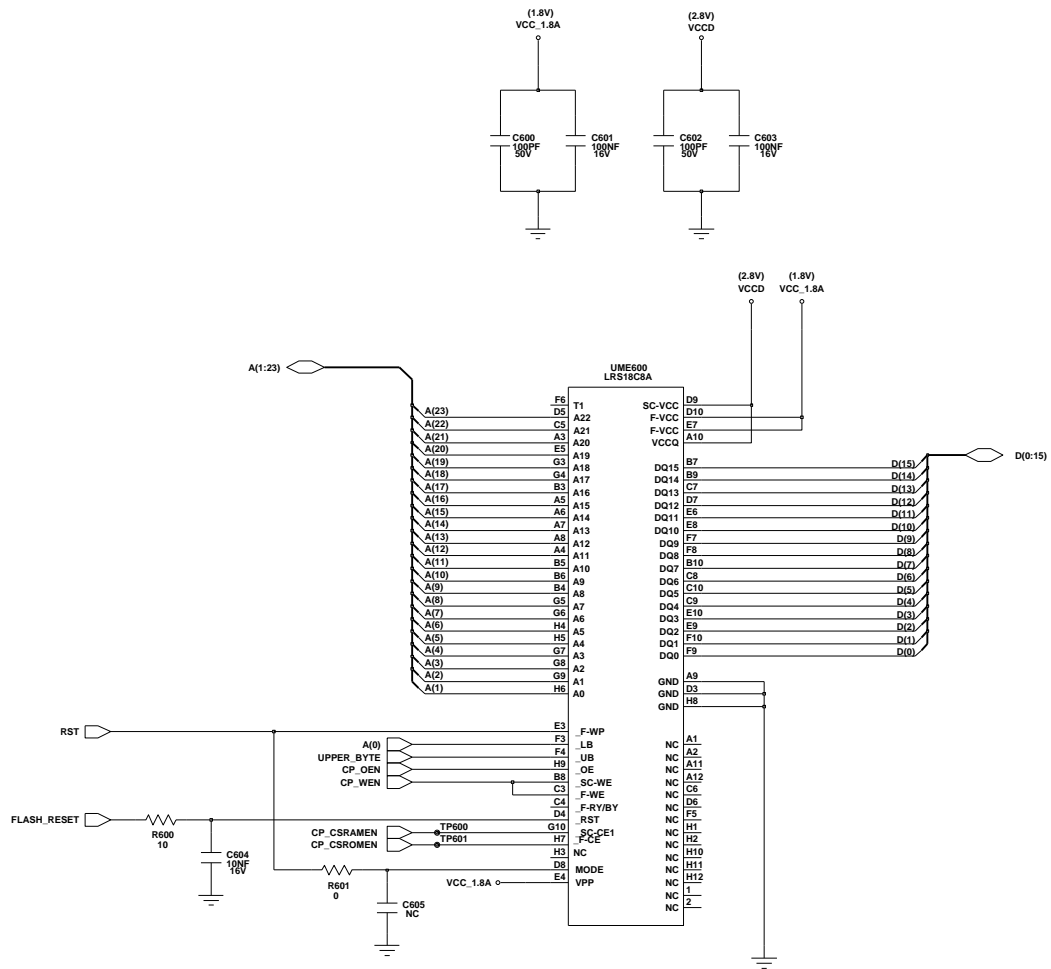 (1.8V)
VCC_1.8A
(2.8V)
VCCD
C600
100PF
50V
C601
100NF
16V
C602
100PF
50V
C603
100NF
16V
(2.8V)
VCCD
(1.8V)
VCC_1.8A
A(1:23)
UME600
LRS18C8A
F6 T1 SC-VCC D9
A(23) D5 A22 F-VCC D10
A(22) C5 A21 F-VCC E7
A(21) A3 A20 VCCQ A10
A(20) E5 A19
A(19) G3 A18 DQ15 B7 D(15)
A(18) G4 A17 DQ14 B9 D(14)
A(17) B3 A16 DQ13 C7 D(13)
A(16) A5 A15 DQ12 D7 D(12)
A(15) A6 A14 DQ11 E6 D(11)
A(14) A7 A13 DQ10 E8 D(10)
A(13) A8 A12 DQ9 F7 D(9)
A(12) A4 A11 DQ8 F8 D(8)
A(11) B5 A10 DQ7 B10 D(7)
A(10) B6 A9 DQ6 C8 D(6)
A(9) B4 A8 DQ5 C10 D(5)
A(8) G5 A7 DQ4 C9 D(4)
A(7) G6 A6 DQ3 E10 D(3)
A(6) H4 A5 DQ2 E9 D(2)
A(5) H5 A4 DQ1 F10 D(1)
A(4) G7 A3 DQ0 F9 D(0)
A(3) G8 A2
A(2) G9 A1 GND A9
A(1) H6 A0 GND D3
GND H8
D(0:15)
RST E3 _F-WP
A(0) F3 _LB NC A1
UPPER_BYTE F4 _UB NC A2
CP_OEN H9 _OE NC A11
CP_WEN B8 _SC-WE NC A12
C3 _F-WE NC C6
C4 _F-RY/BY NC D6
FLASH_RESET D4 _RST NC F5
CP_CSRAMEN TP600 G10 _SC-CE1 NC H1
CP_CSROMEN TP601 H7 _F-CE NC H2
H3 NC NC H10
D8 MODE NC H11
VCC_1.8A E4 VPP NC H12
NC 1
NC 2
R600
10
C604
10NF
16V
R601
0
C605
NC